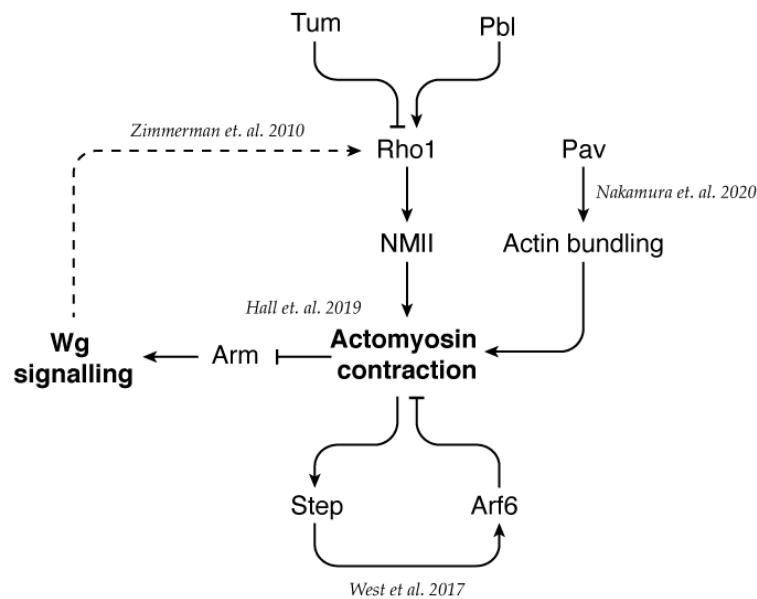 Tum
Pbl
Zimmerman et. al. 2010
Rho1
Pav
Nakamura et. al. 2020
NMII
Actin bundling
Hall et. al. 2019
Wg
signalling
Arm
Actomyosin
contraction
Step
Arf6
West et al. 2017